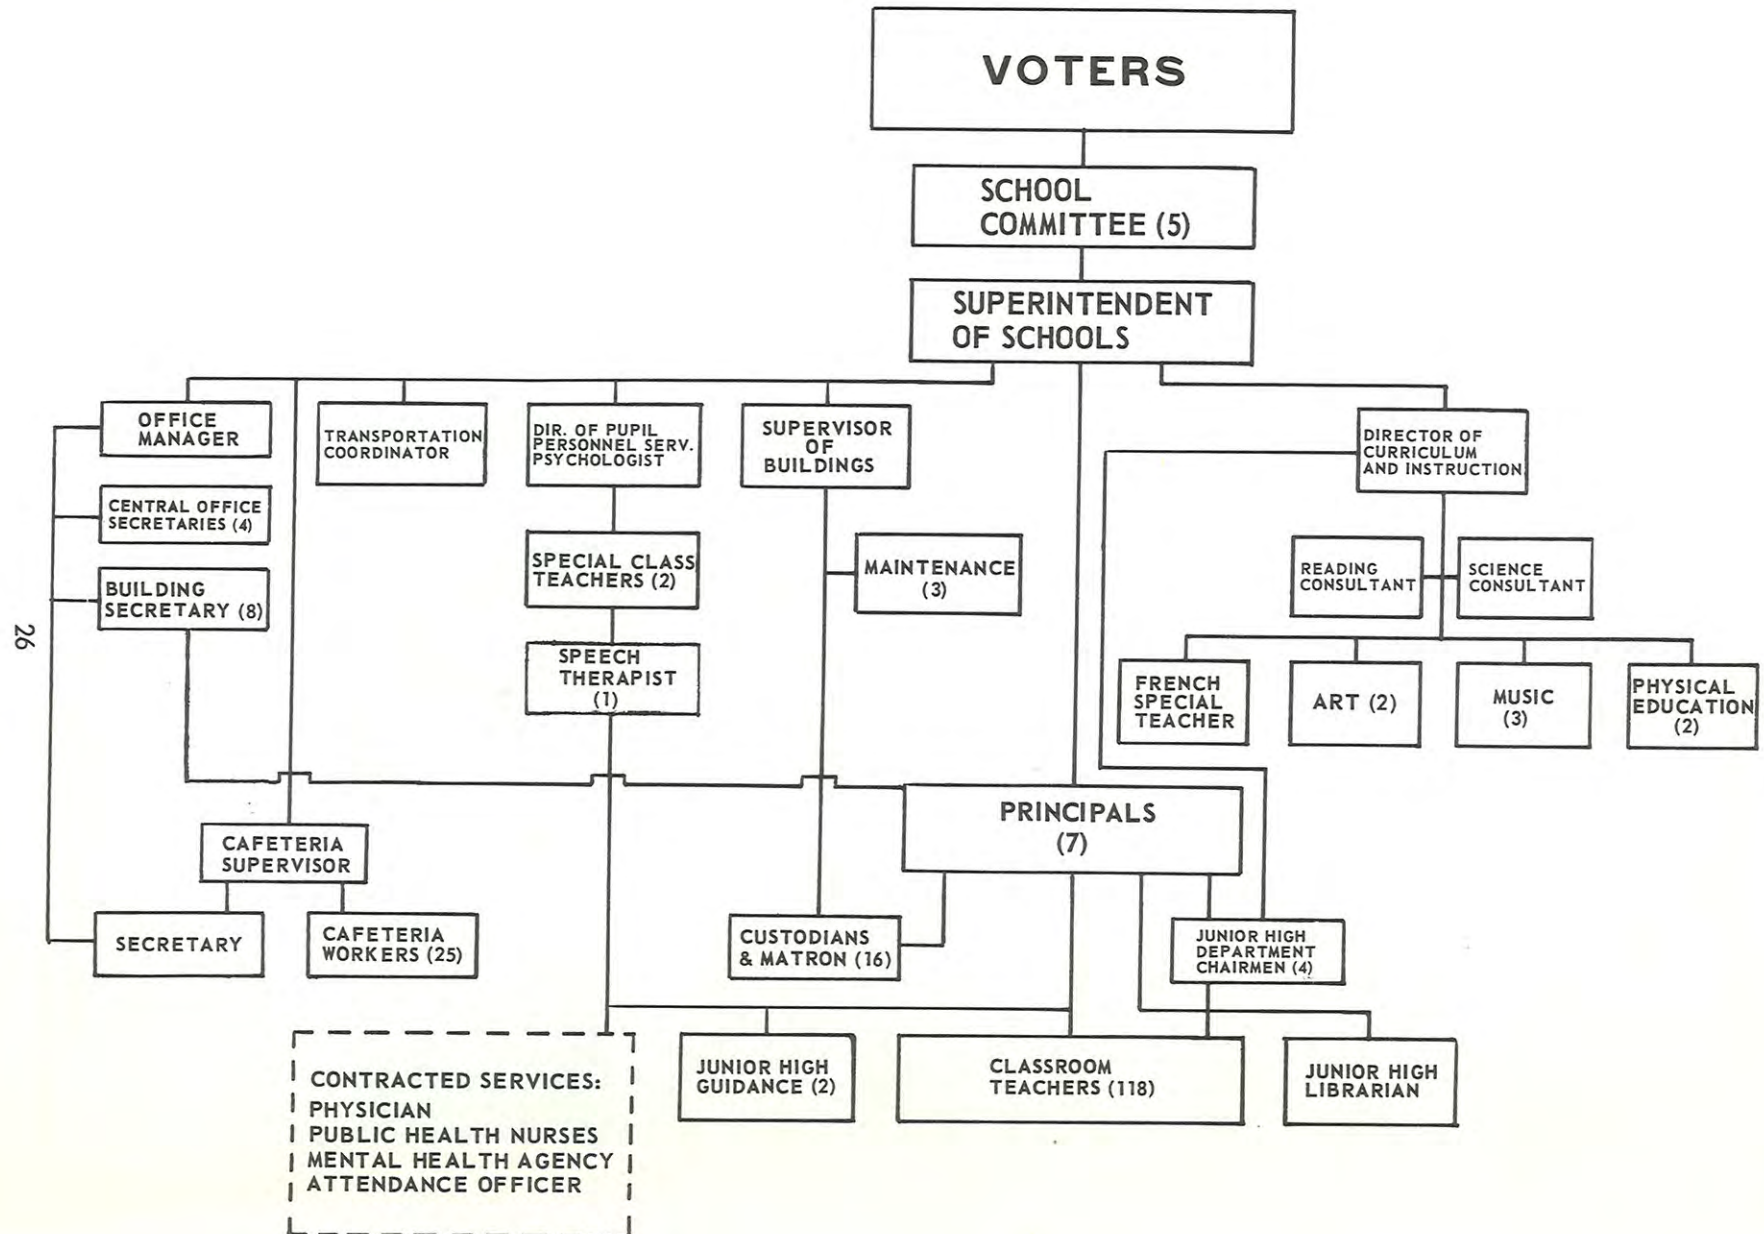 VOTERS
SCHOOL
COMMITTEE (5)
SUPERINTENDENT
OF SCHOOLS
OFFICE
MANAGER
TRANSPORTATION
COORDINATOR
DIR. OF PUPIL
PERSONNEL SERV.
PSYCHOLOGIST
SUPERVISOR
OF
BUILDINGS
DIRECTOR OF
CURRICULUM
AND INSTRUCTION
CENTRAL OFFICE
SECRETARIES (4)
SPECIAL CLASS
TEACHERS (2)
MAINTENANCE
(3)
READING
CONSULTANT
SCIENCE
CONSULTANT
BUILDING
SECRETARY (8)
26
SPEECH
THERAPIST
(1)
FRENCH
SPECIAL
TEACHER
ART (2)
MUSIC
(3)
PHYSICAL
EDUCATION
(2)
PRINCIPALS
(7)
CAFETERIA
SUPERVISOR
SECRETARY
CAFETERIA
WORKERS (25)
CUSTODIANS
& MATRON (16)
JUNIOR HIGH
DEPARTMENT
CHAIRMEN (4)
CONTRACTED SERVICES:
PHYSICIAN
PUBLIC HEALTH NURSES
MENTAL HEALTH AGENCY
ATTENDANCE OFFICER
JUNIOR HIGH
GUIDANCE (2)
CLASSROOM
TEACHERS (118)
JUNIOR HIGH
LIBRARIAN